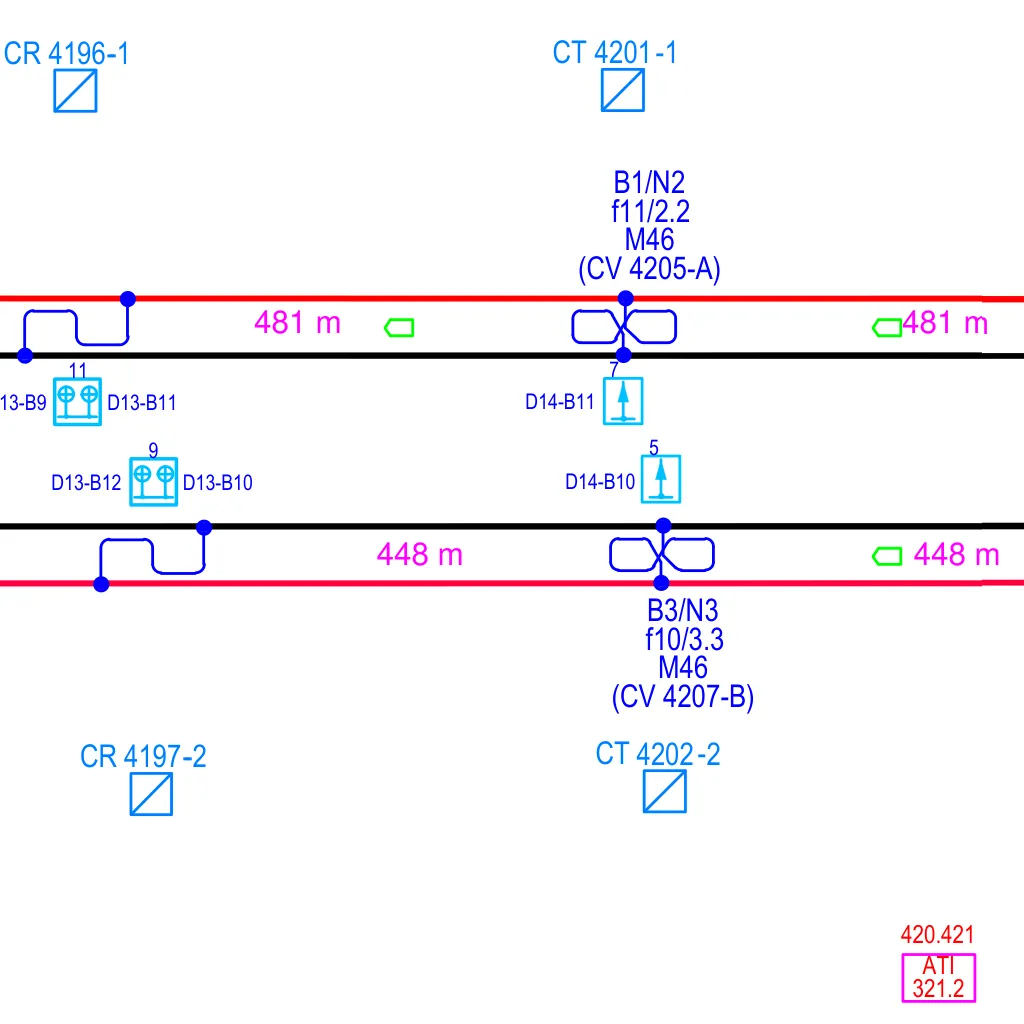 CR 4196-1
CT 4201-1
B1/N2
f11/2.2
M46
(CV 4205-A)
481 m
481 m
11
7
13-B9
D13-B11
D14-B11
9
5
D13-B12
D13-B10
D14-B10
448 m
448 m
B3/N3
f10/3.3
M46
(CV 4207-B)
CR 4197-2
CT 4202-2
420.421
ATI
321.2